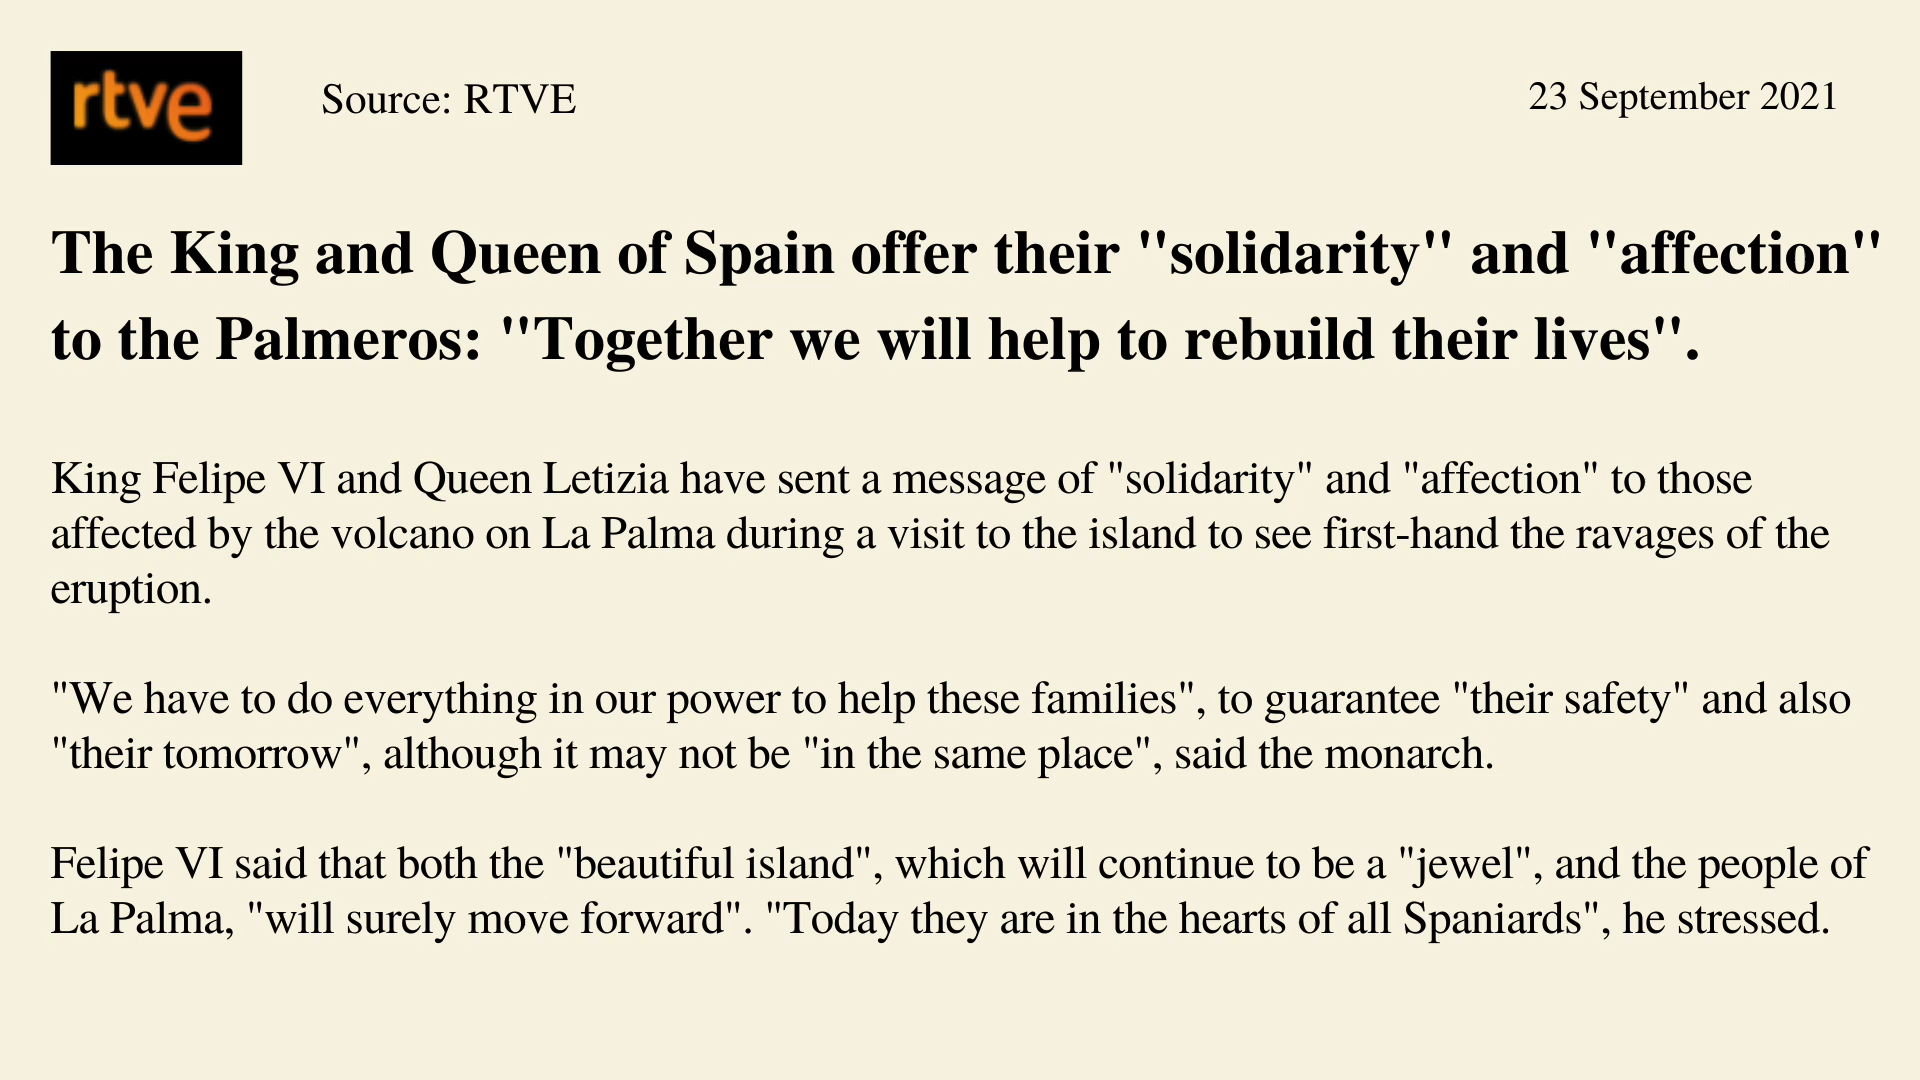 rtve
Source: RTVE
23 September 2021
The King and Queen of Spain offer their "solidarity" and "affection"
to the Palmeros: "Together we will help to rebuild their lives".
King Felipe VI and Queen Letizia have sent a message of "solidarity" and "affection" to those
affected by the volcano on La Palma during a visit to the island to see first-hand the ravages of the
eruption.
"We have to do everything in our power to help these families", to guarantee "their safety" and also
"their tomorrow", although it may not be "in the same place", said the monarch.
Felipe VI said that both the "beautiful island", which will continue to be a "jewel", and the people of
La Palma, "will surely move forward". "Today they are in the hearts of all Spaniards", he stressed.